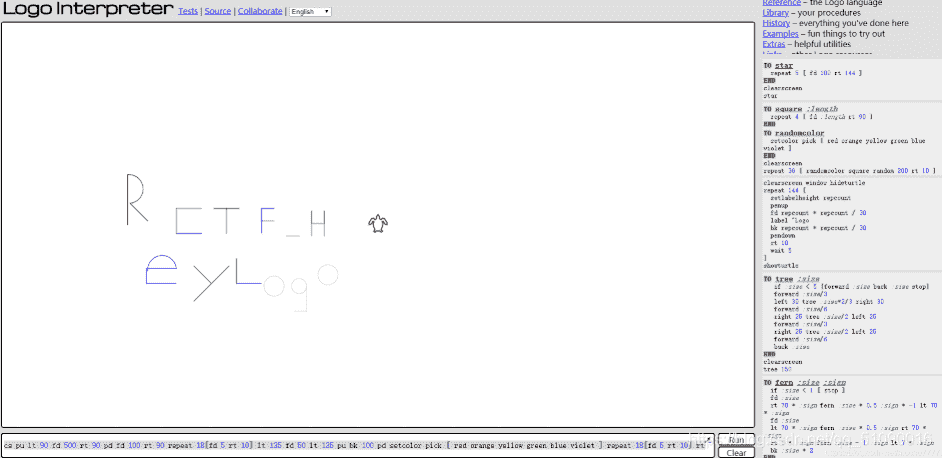 Logo Interpreter Tests | Source | Collaborate | English
Reference – the Logo language
Library – your procedures
History – everything you've done here
Examples – fun things to try out
Extras – helpful utilities
R C T F _ H
e y L o g o
TO star
repeat 5 [ fd 100 rt 144 ]
END
clearscreen
star
TO square :length
repeat 4 [ fd :length rt 90 ]
END
TO randomcolor
setcolor pick [ red orange yellow green blue
violet ]
END
clearscreen
repeat 36 [ randomcolor square random 200 rt 10 ]
clearscreen window hideturtle
repeat 144 [
setlabelheight repcount
penup
fd repcount * repcount / 30
label "Logo
bk repcount * repcount / 30
pendown
rt 10
wait 5
]
showturtle
TO tree :size
if :size < 5 [forward :size back :size stop]
forward :size/3
left 30 tree :size*2/3 right 30
forward :size/6
right 25 tree :size/2 left 25
forward :size/3
right 25 tree :size/2 left 25
forward :size/6
back :size
END
clearscreen
tree 150
TO fern :size :sign
if :size < 1 [ stop ]
fd :size
rt 70 * :sign fern :size * 0.5 :sign * -1 lt 70
* :sign
fd :size
lt 70 * :sign fern :size * 0.5 :sign rt 70 *
:sign
bk :size * 2
cs pu lt 90 fd 500 rt 90 pd fd 100 rt 90 repeat 18[fd 5 rt 10] lt 135 fd 50 lt 135 pu bk 100 pd setcolor pick [ red orange yellow green blue violet ] repeat 18[fd 5 rt 10] rt
Run
Clear